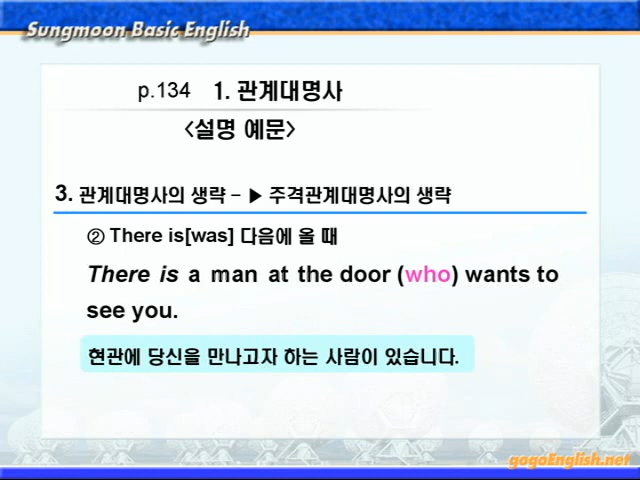 Sungmoon Basic English
p.134 1. 관계대명사
<설명 예문>
3. 관계대명사의 생략 – ▶ 주격관계대명사의 생략
② There is[was] 다음에 올 때
There is a man at the door (who) wants to
see you.
현관에 당신을 만나고자 하는 사람이 있습니다.
gogoEnglish.net